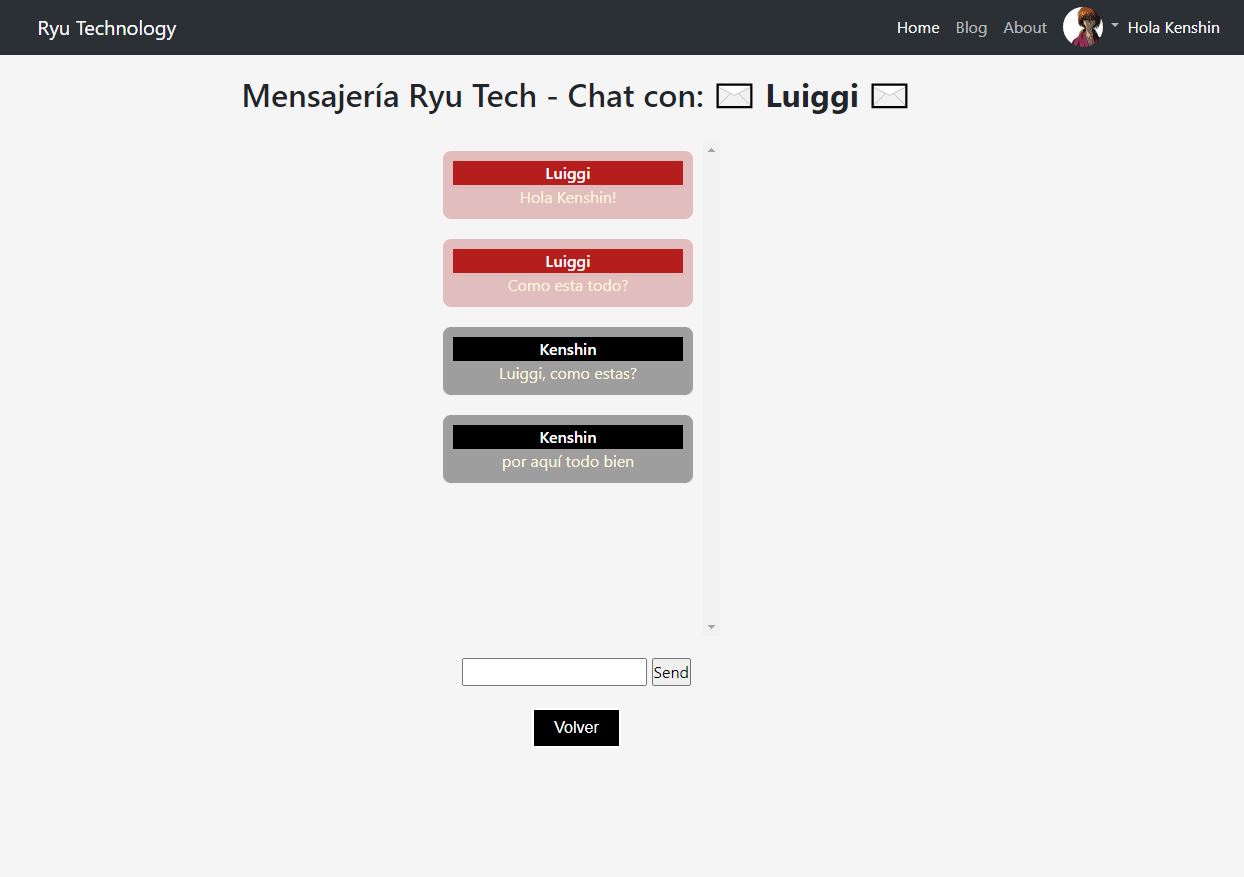 Ryu Technology
Home Blog About Hola Kenshin
Mensajería Ryu Tech - Chat con: ✉ Luiggi ✉
Luiggi
Hola Kenshin!
Luiggi
Como esta todo?
Kenshin
Luiggi, como estas?
Kenshin
por aquí todo bien
Send
Volver